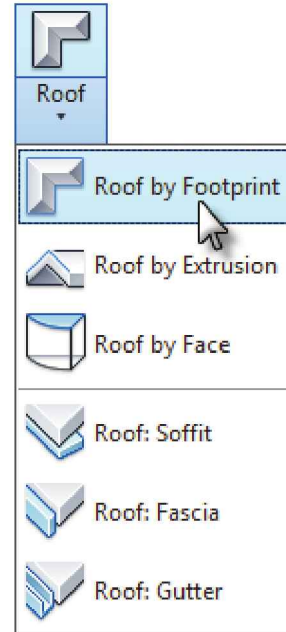 Roof
Roof by Footprint
Roof by Extrusion
Roof by Face
Roof: Soffit
Roof: Fascia
Roof: Gutter